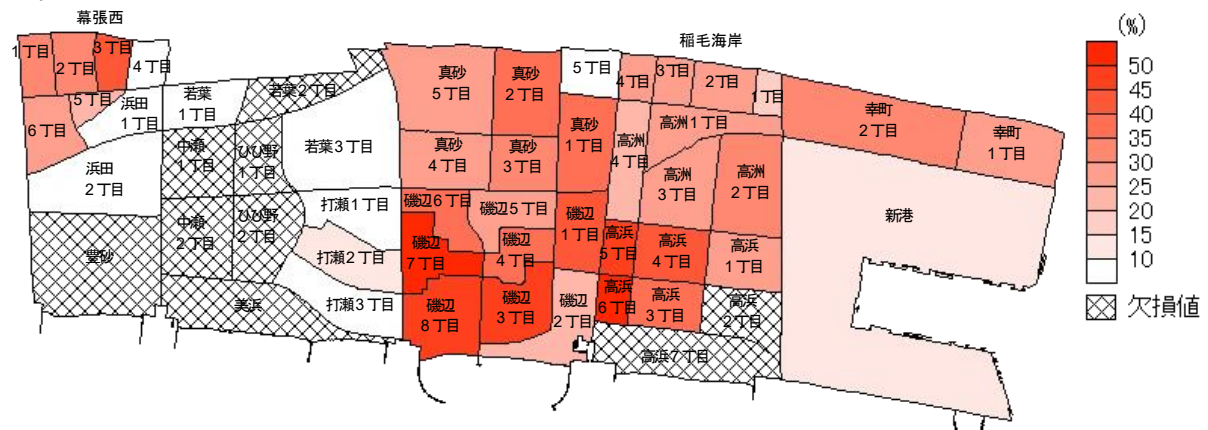 幕張西
1丁目
2丁目
3丁目
4丁目
5丁目
6丁目
浜田
1丁目
浜田
2丁目
若葉
1丁目
若葉2丁目
若葉3丁目
中瀬
1丁目
中瀬
2丁目
ひび野
1丁目
ひび野
2丁目
豊砂
美浜
打瀬1丁目
打瀬2丁目
打瀬3丁目
真砂
5丁目
真砂
2丁目
真砂
4丁目
真砂
3丁目
真砂
1丁目
磯辺6丁目
磯辺5丁目
磯辺
7丁目
磯辺
4丁目
磯辺
1丁目
磯辺
8丁目
磯辺
3丁目
磯辺
2丁目
稲毛海岸
5丁目
4丁目
3丁目
2丁目
1丁目
高洲1丁目
高洲
4丁目
高洲
3丁目
高洲
2丁目
高浜
5丁目
高浜
4丁目
高浜
1丁目
高浜
6丁目
高浜
3丁目
高浜
2丁目
高浜7丁目
幸町
2丁目
幸町
1丁目
新港
(%)
50
45
40
35
30
25
20
15
10
欠損値